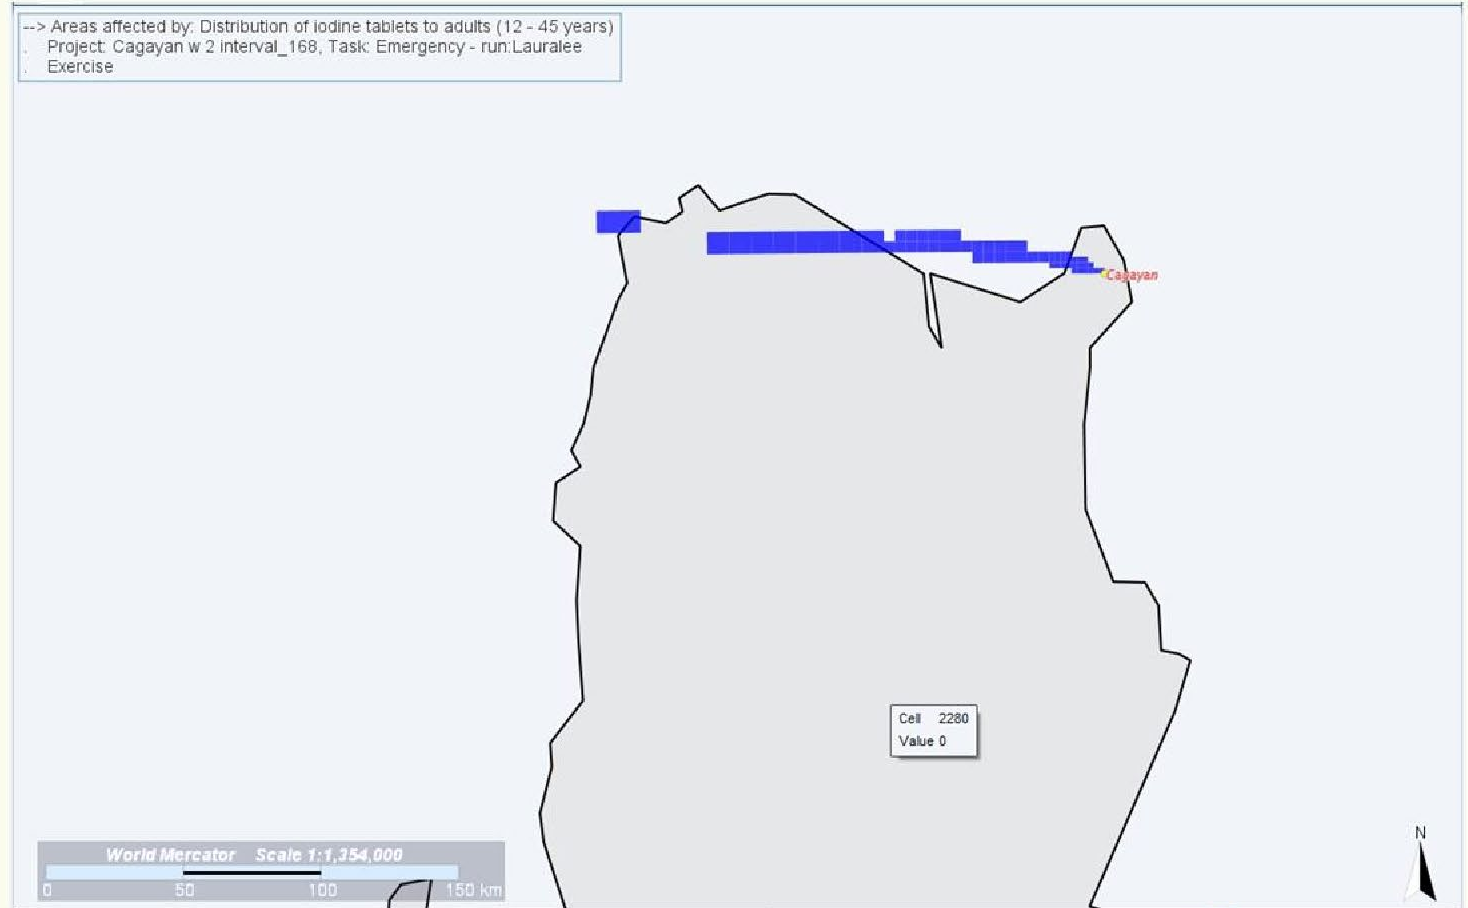 --> Areas affected by: Distribution of iodine tablets to adults (12 - 45 years)
. Project: Cagayan w 2 interval_168, Task: Emergency - run:Lauralee
. Exercise
Cagayan
Cell 2280
Value 0
N
World Mercator Scale 1:1,354,000
0 50 100 150 km